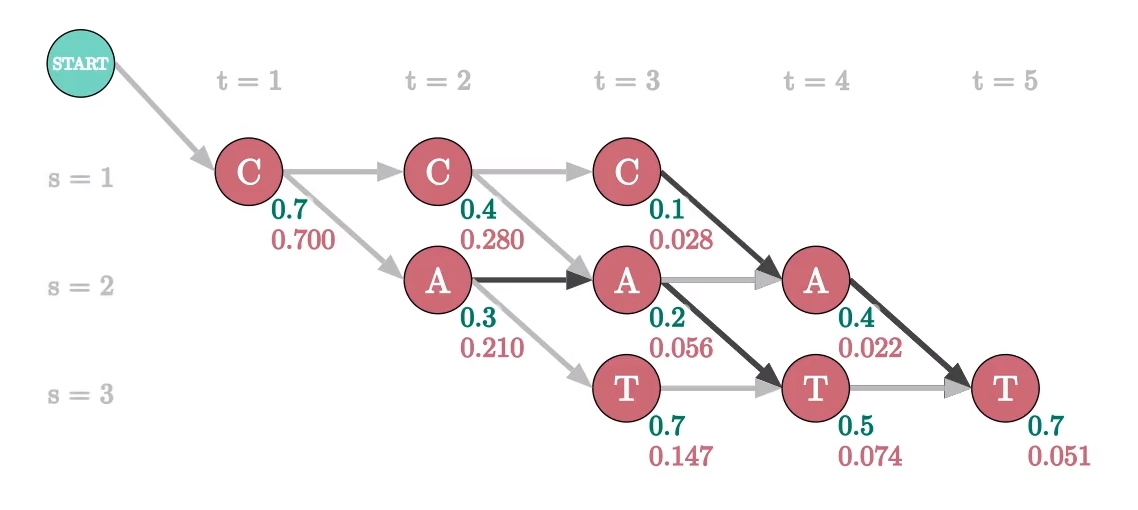 START
t = 1 t = 2 t = 3 t = 4 t = 5
s = 1 C C C
0.7 0.4 0.1
0.700 0.280 0.028
s = 2 A A A
0.3 0.2 0.4
0.210 0.056 0.022
s = 3 T T T
0.7 0.5 0.7
0.147 0.074 0.051